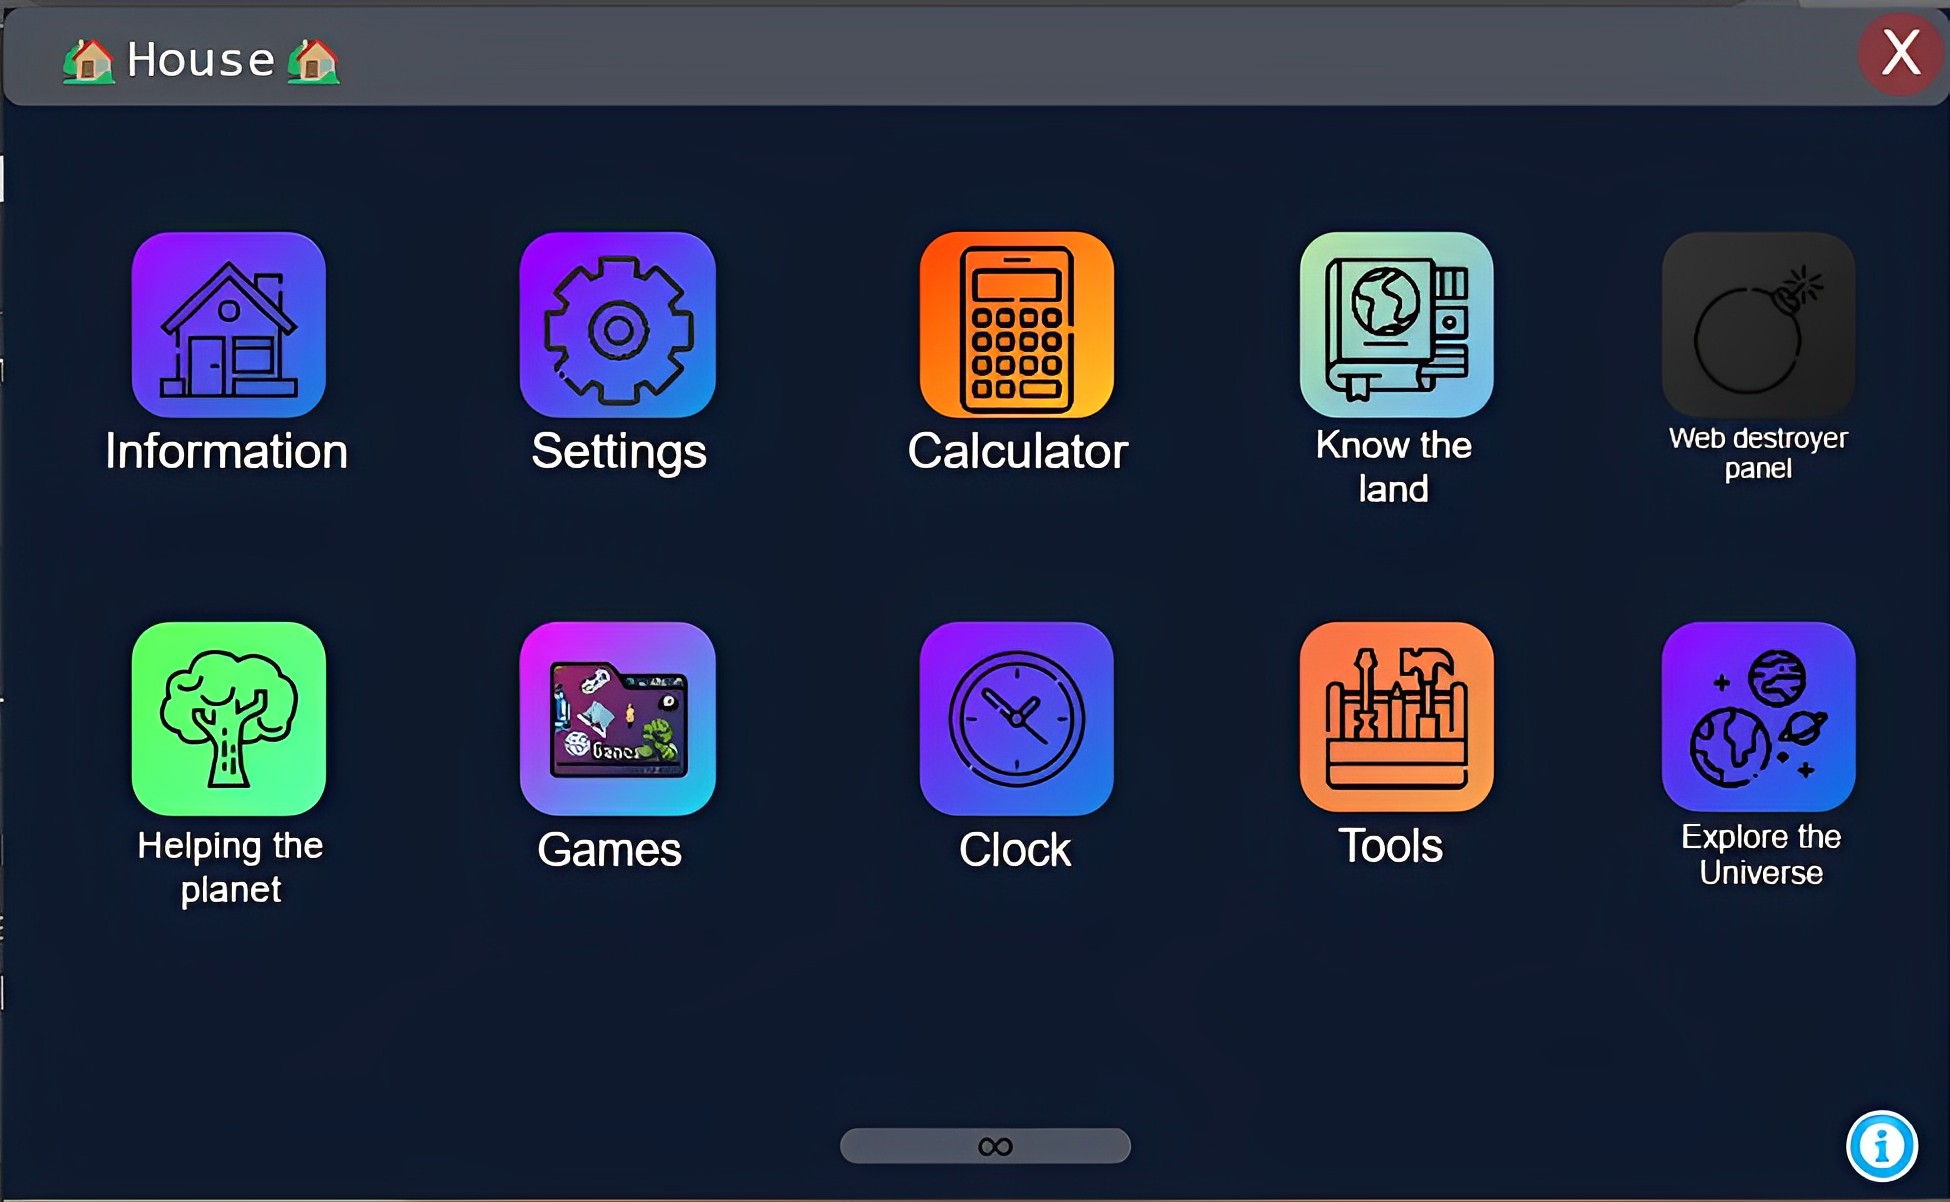 House
X
Information
Settings
Calculator
Know the
land
Web destroyer
panel
Games
Helping the
planet
Games
Clock
Tools
Explore the
Universe
∞
i